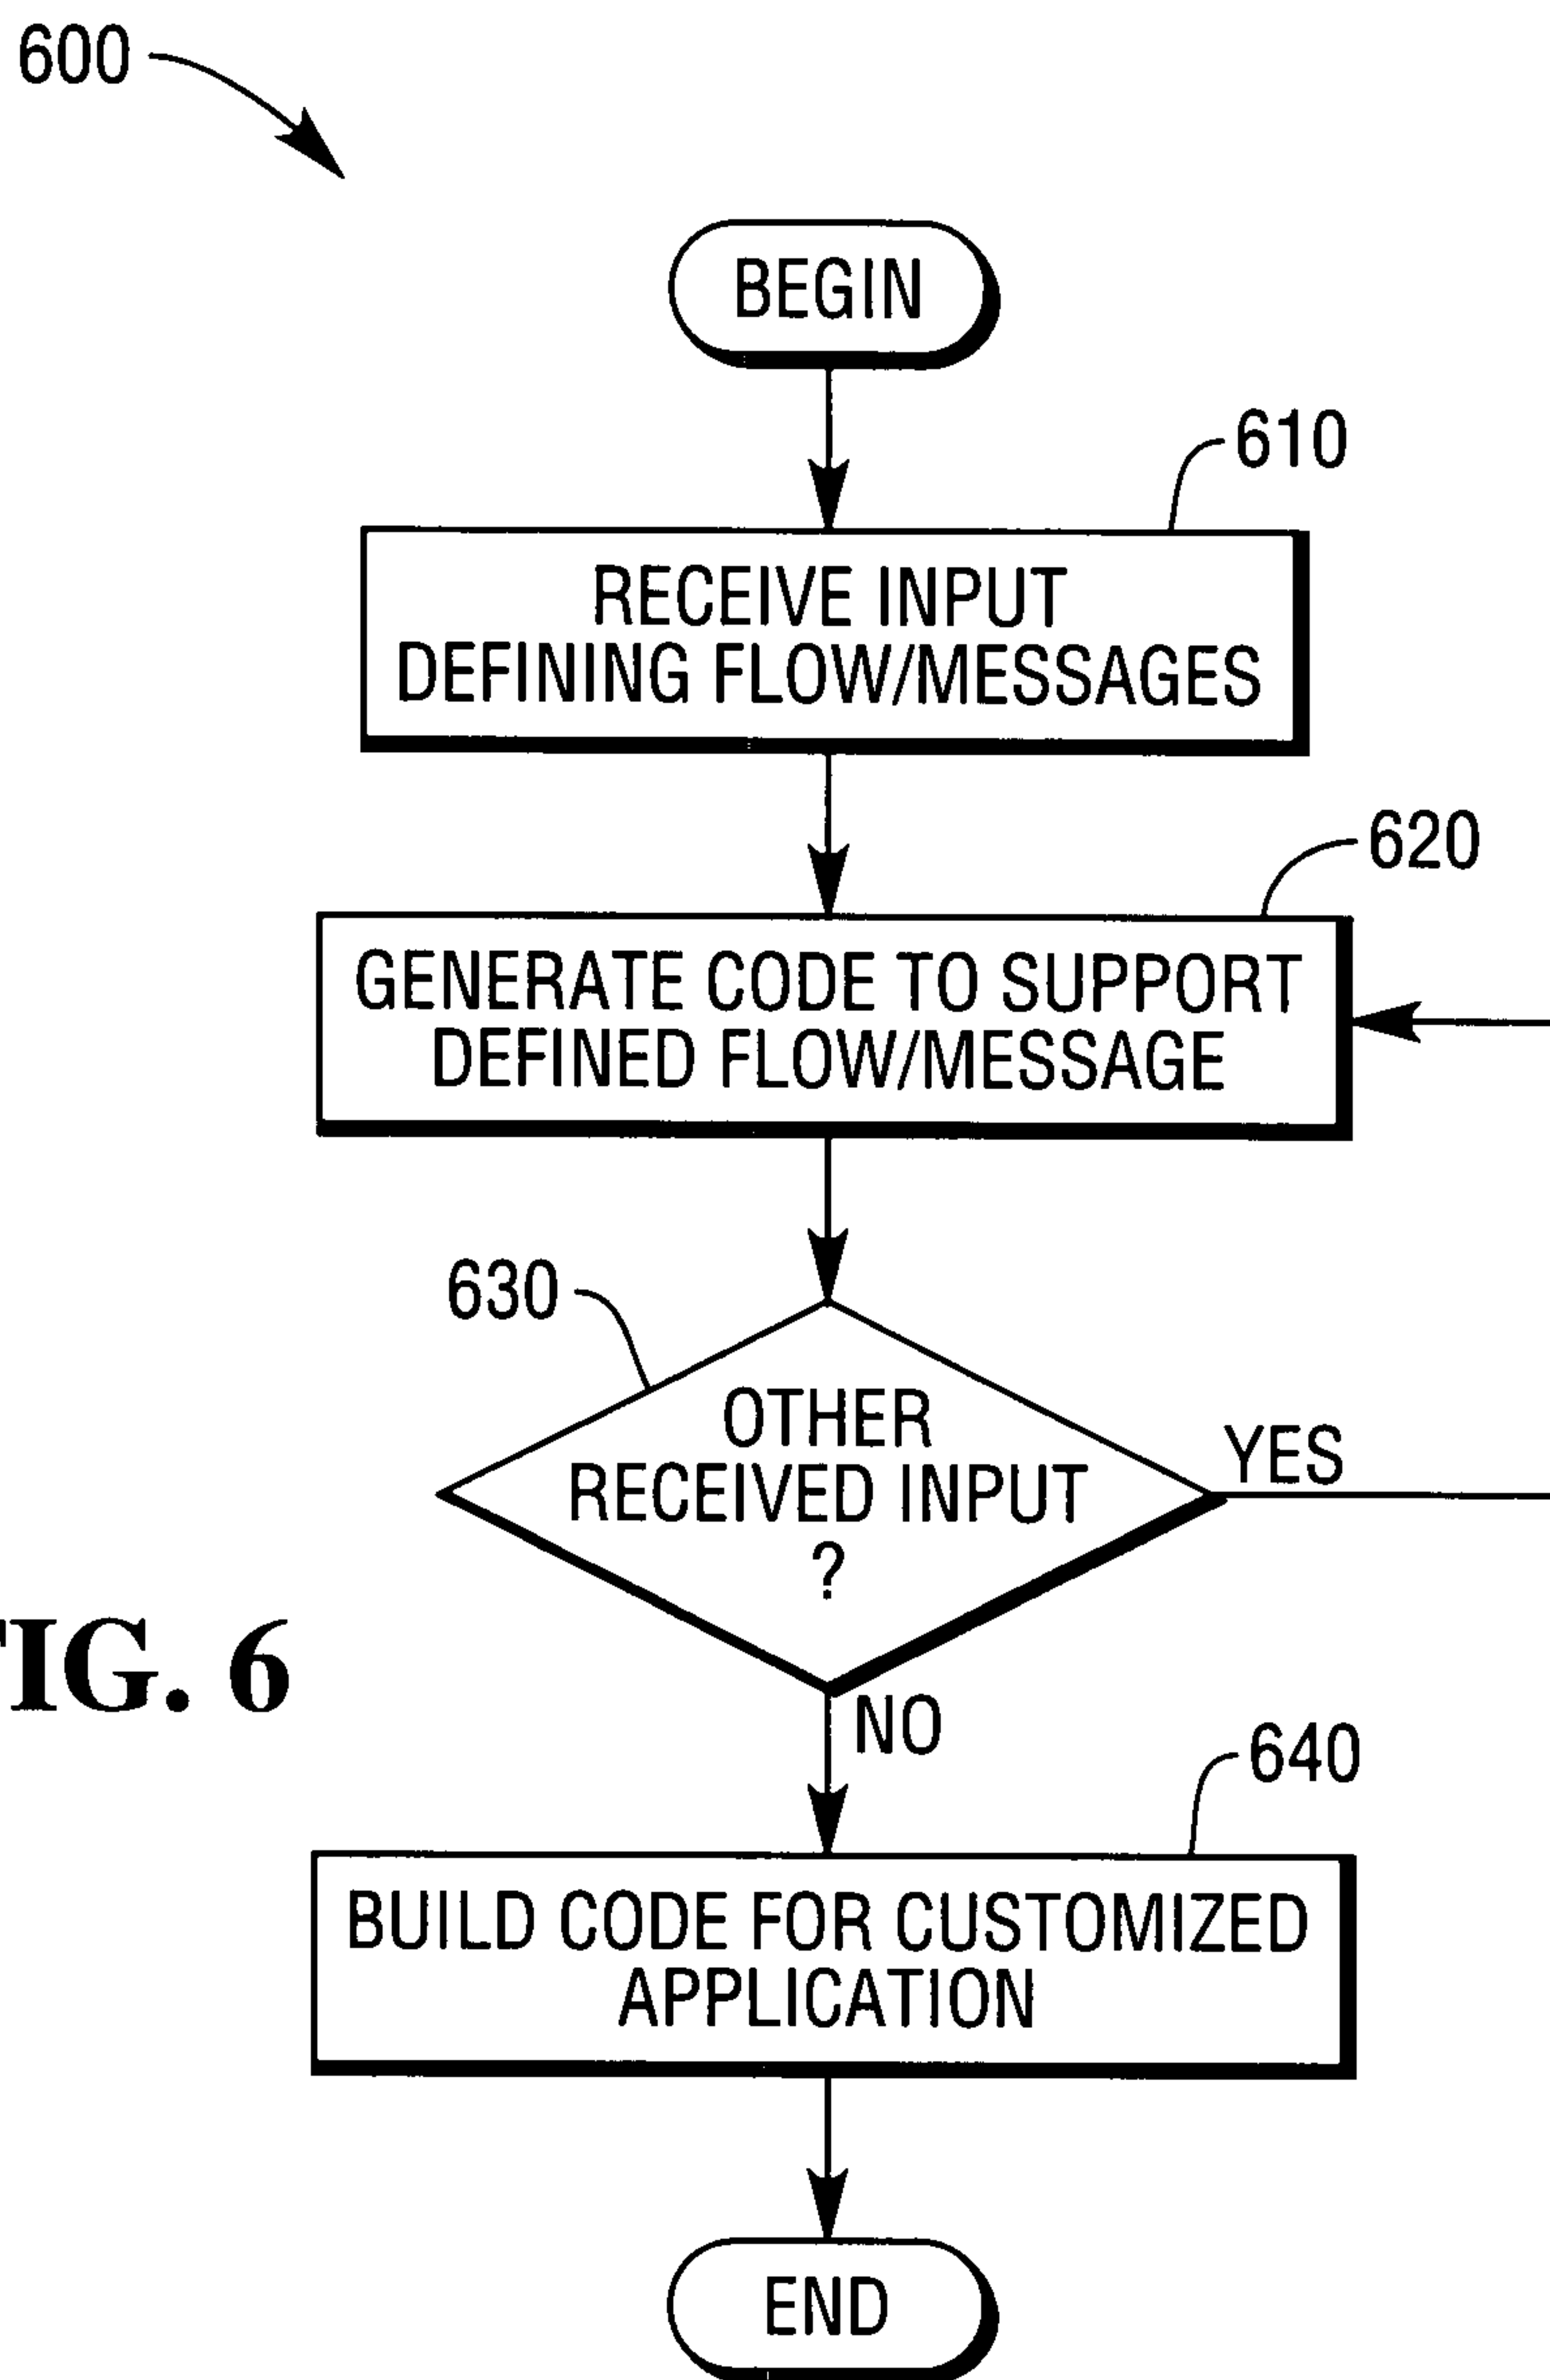 600
BEGIN
610
RECEIVE INPUT
DEFINING FLOW/MESSAGES
620
GENERATE CODE TO SUPPORT
DEFINED FLOW/MESSAGE
630
OTHER
RECEIVED INPUT
?
YES
FIG. 6
NO
640
BUILD CODE FOR CUSTOMIZED
APPLICATION
END